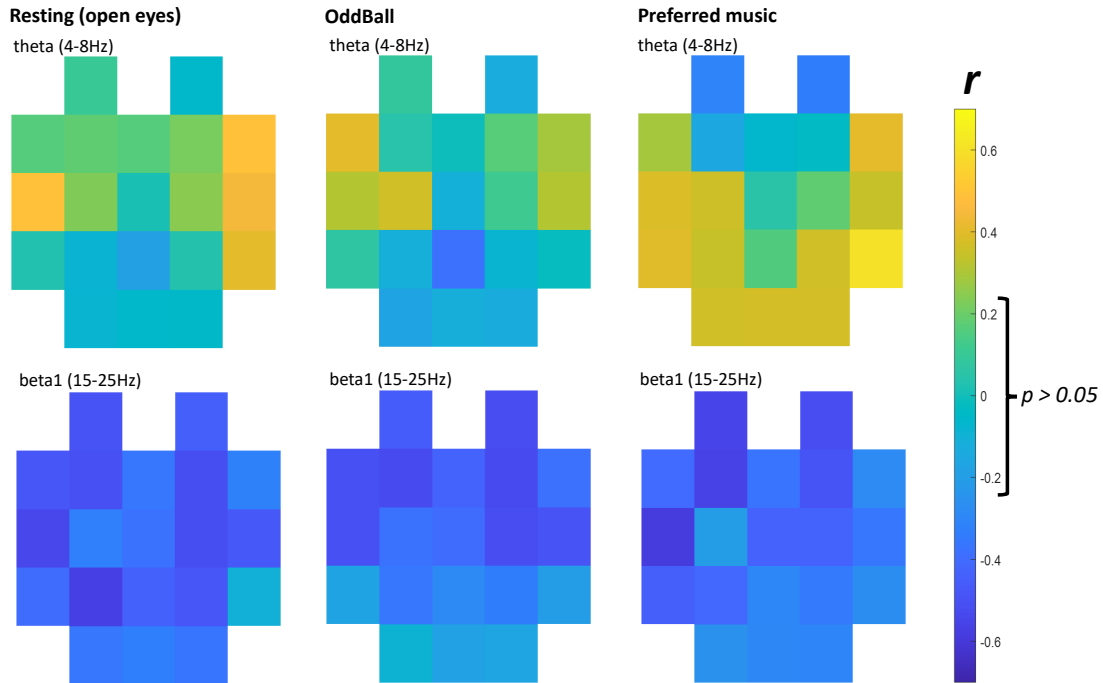 Resting (open eyes)
OddBall
Preferred music
theta (4-8Hz)
theta (4-8Hz)
theta (4-8Hz)
r
0.6
0.4
0.2
0
-0.2
-0.4
-0.6
p > 0.05
beta1 (15-25Hz)
beta1 (15-25Hz)
beta1 (15-25Hz)